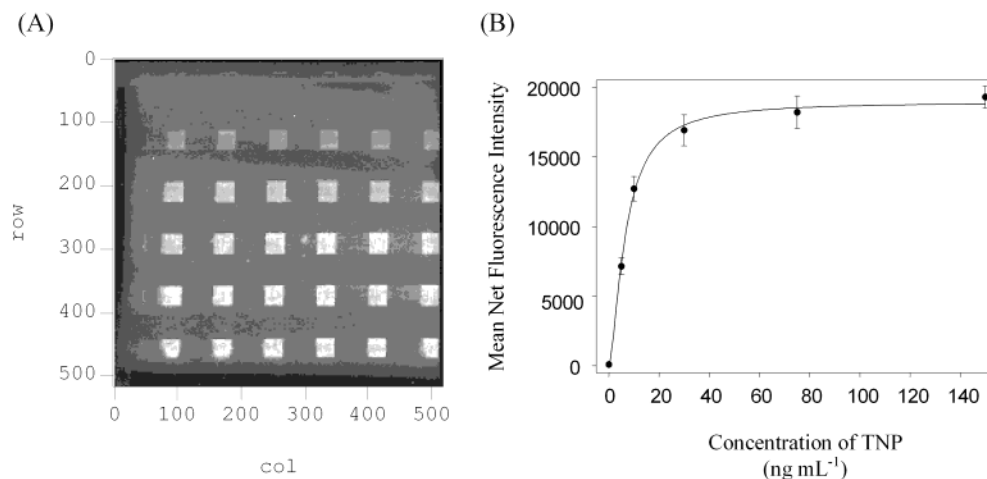 (A)
0
100
200
300
400
500
row
0 100 200 300 400 500
col
(B)
20000
15000
10000
5000
0
Mean Net Fluorescence Intensity
0 20 40 60 80 100 120 140
Concentration of TNP
(ng mL⁻¹)